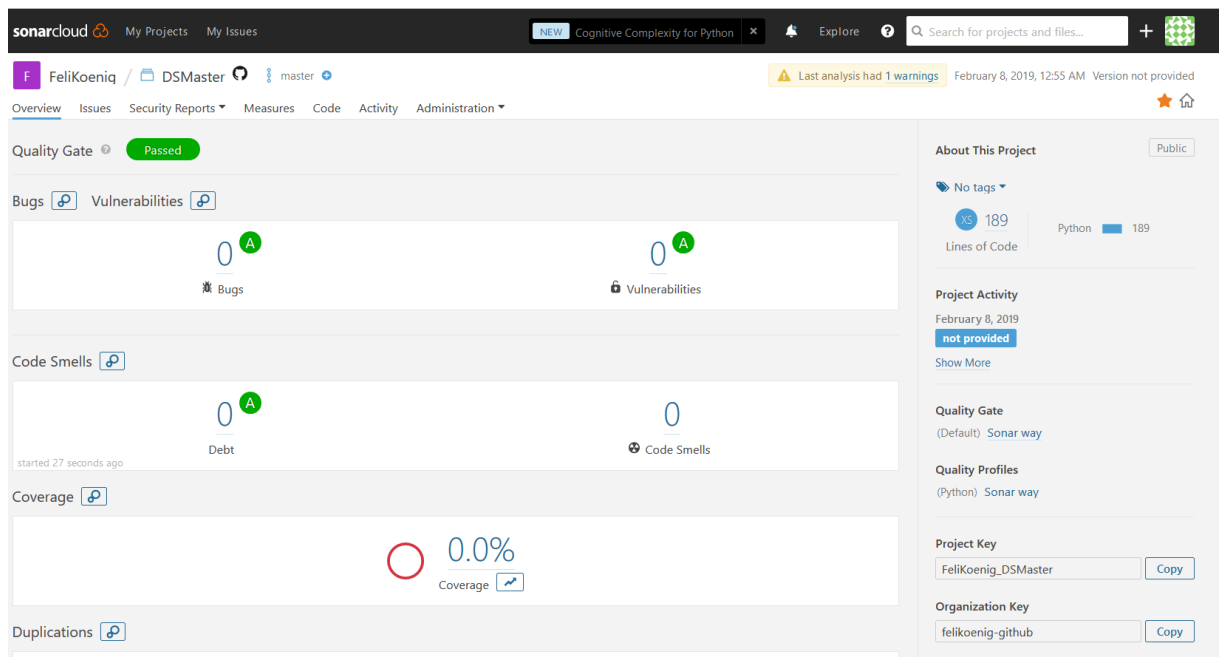 sonarcloud My Projects My Issues NEW Cognitive Complexity for Python × Explore ? Search for projects and files... +
F FeliKoenig / DSMaster master Last analysis had 1 warnings February 8, 2019, 12:55 AM Version not provided
Overview Issues Security Reports Measures Code Activity Administration
Quality Gate ? Passed
Bugs Vulnerabilities
0 A
Bugs
0 A
Vulnerabilities
Code Smells
0 A
Debt
0
Code Smells
started 27 seconds ago
Coverage
0.0%
Coverage
Duplications
About This Project Public
No tags
XS 189
Lines of Code
Python 189
Project Activity
February 8, 2019
not provided
Show More
Quality Gate
(Default) Sonar way
Quality Profiles
(Python) Sonar way
Project Key
FeliKoenig_DSMaster Copy
Organization Key
felikoenig-github Copy